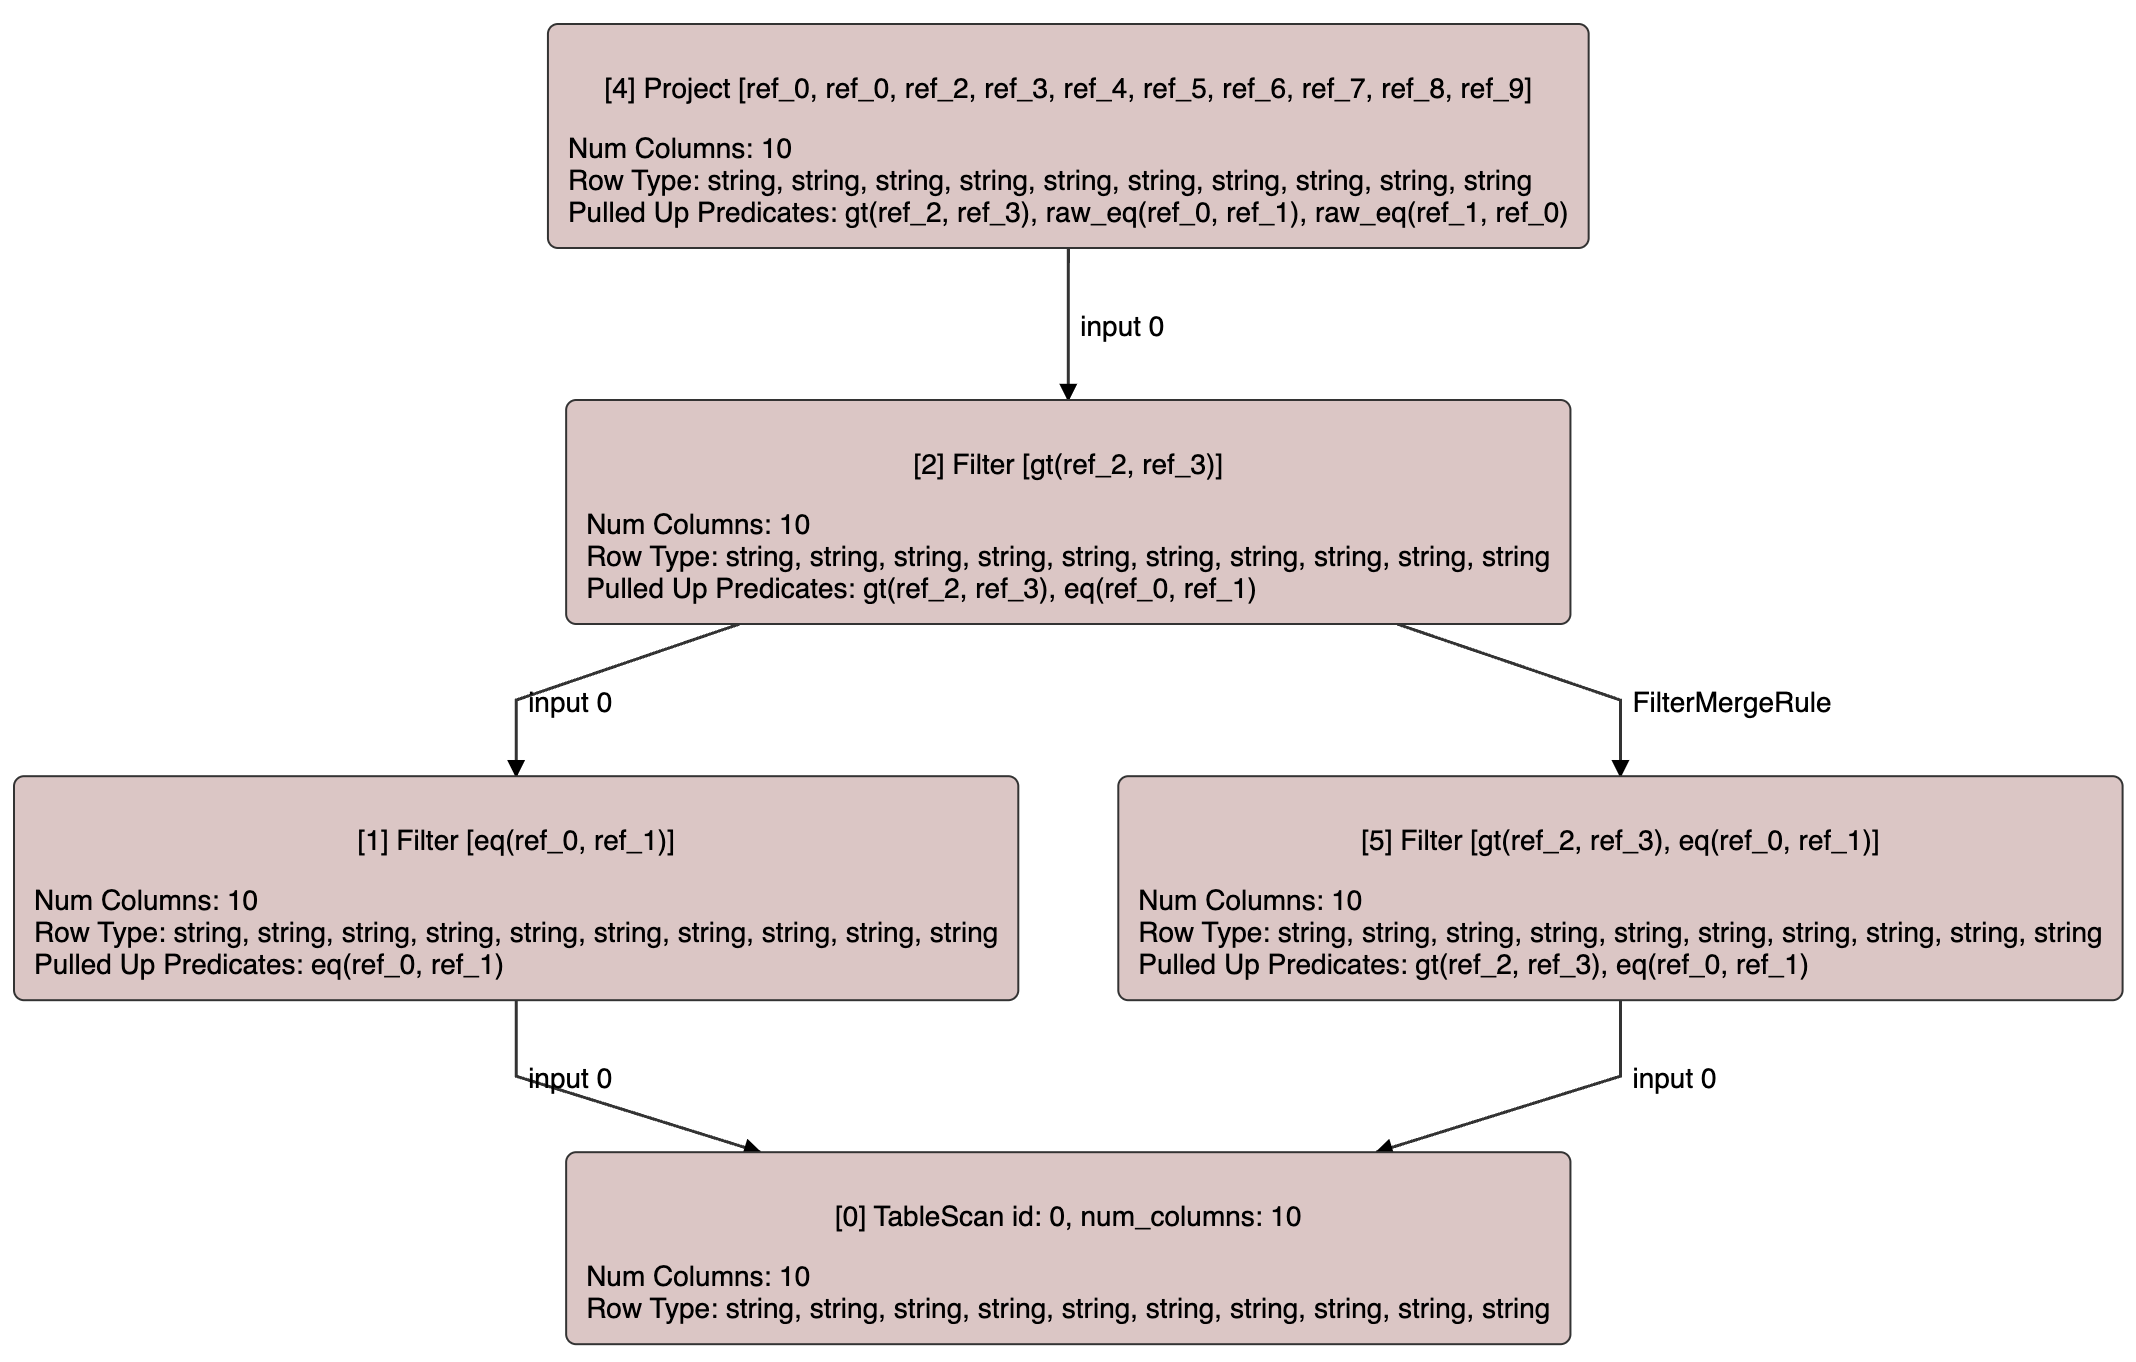 [4] Project [ref_0, ref_0, ref_2, ref_3, ref_4, ref_5, ref_6, ref_7, ref_8, ref_9]
Num Columns: 10
Row Type: string, string, string, string, string, string, string, string, string, string
Pulled Up Predicates: gt(ref_2, ref_3), raw_eq(ref_0, ref_1), raw_eq(ref_1, ref_0)
input 0
[2] Filter [gt(ref_2, ref_3)]
Num Columns: 10
Row Type: string, string, string, string, string, string, string, string, string, string
Pulled Up Predicates: gt(ref_2, ref_3), eq(ref_0, ref_1)
input 0
FilterMergeRule
[1] Filter [eq(ref_0, ref_1)]
Num Columns: 10
Row Type: string, string, string, string, string, string, string, string, string, string
Pulled Up Predicates: eq(ref_0, ref_1)
[5] Filter [gt(ref_2, ref_3), eq(ref_0, ref_1)]
Num Columns: 10
Row Type: string, string, string, string, string, string, string, string, string, string
Pulled Up Predicates: gt(ref_2, ref_3), eq(ref_0, ref_1)
input 0
input 0
[0] TableScan id: 0, num_columns: 10
Num Columns: 10
Row Type: string, string, string, string, string, string, string, string, string, string